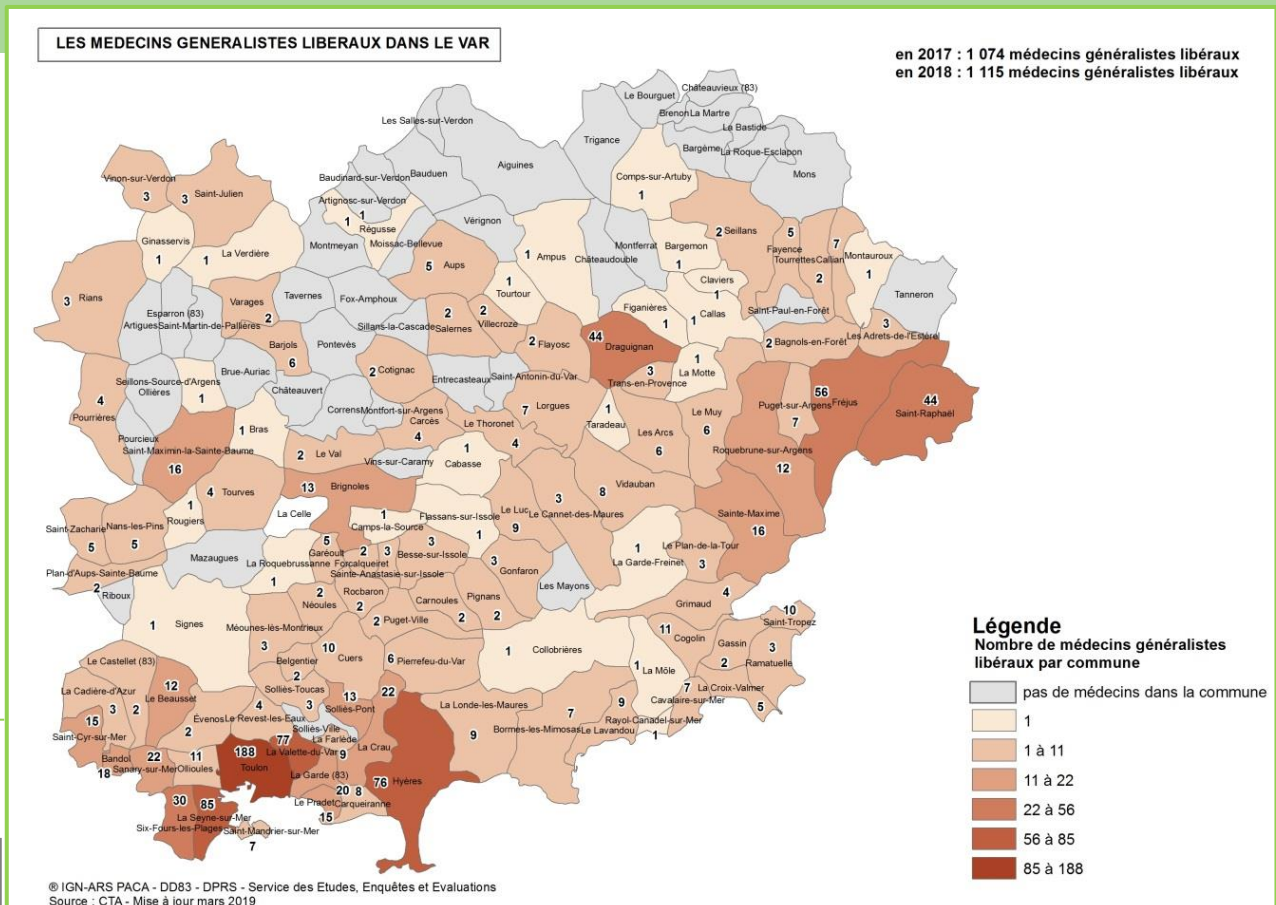 LES MEDECINS GENERALISTES LIBERAUX DANS LE VAR
en 2017 : 1 074 médecins généralistes libéraux
en 2018 : 1 115 médecins généralistes libéraux
Châteauvieux (83)
Le Bourguet
Brenon La Martre
Les Salles-sur-Verdon
La Bastide
Trigance
Bargème
La Roque-Esclapon
Aiguines
Mons
Vinon-sur-Verdon
3
Saint-Julien
3
Baudinard-sur-Verdon
Bauduen
Comps-sur-Artuby
1
Artignosc-sur-Verdon
1
1
Régusse
Vérignon
Seillans
2
5
Fayence
Tourrettes
Callian
7
2
Ginasservis
1
La Verdière
1
Montmeyan
Moissac-Bellevue
Montferrat
Bargemon
1
Montauroux
1
Aups
5
Ampus
1
Châteaudouble
Claviers
1
Tanneron
Rians
3
Varages
2
Tavernes
Fox-Amphoux
Tourtour
1
Figanières
1
Callas
1
Saint-Paul-en-Forêt
Esparron (83)
Artigues
Saint-Martin-de-Pallières
Sillans-la-Cascade
2
Salernes
2
Villecroze
Les Adrets-de-l'Estérel
3
Barjols
6
Pontevès
2
Flayosc
44
Draguignan
2
Bagnols-en-Forêt
Seillons-Source-d'Argens
1
Ollières
Brue-Auriac
2
Cotignac
Entrecasteaux
Saint-Antonin-du-Var
Trans-en-Provence
3
La Motte
1
Châteauvert
4
Pourrières
Correns
Montfort-sur-Argens
Carcès
4
7
Lorgues
1
Taradeau
Le Muy
6
Puget-sur-Argens
7
56
Fréjus
44
Saint-Raphaël
Pourcieux
Saint-Maximin-la-Sainte-Baume
16
1
Bras
2
Le Val
Le Thoronet
4
Les Arcs
6
Roquebrune-sur-Argens
12
Vins-sur-Caramy
1
Cabasse
4
Tourves
13
Brignoles
8
Vidauban
3
Le Cannet-des-Maures
1
Rougiers
La Celle
Flassans-sur-Issole
1
Le Luc
9
Sainte-Maxime
16
Saint-Zacharie
5
Nans-les-Pins
5
1
Camps-la-Source
Mazaugues
La Roquebrussanne
1
5
Garéoult
2
Forcalqueiret
3
Sainte-Anastasie-sur-Issole
3
Besse-sur-Issole
1
La Garde-Freinet
Le Plan-de-la-Tour
3
Plan-d'Aups-Sainte-Baume
2
Riboux
3
Gonfaron
Les Mayons
2
Néoules
Rocbaron
2
Carnoules
2
Pignans
2
4
Grimaud
1
Signes
Méounes-lès-Montrieux
3
2
Puget-Ville
10
Saint-Tropez
11
Cogolin
Gassin
2
3
Ramatuelle
10
Cuers
6
Pierrefeu-du-Var
1
Collobrières
1
La Môle
Le Castellet (83)
Belgentier
2
La Croix-Valmer
5
7
Cavalaire-sur-Mer
La Cadière-d'Azur
3
2
12
Le Beausset
Solliès-Toucas
3
13
Solliès-Pont
22
La Londe-les-Maures
9
7
Bormes-les-Mimosas
9
Le Lavandou
Rayol-Canadel-sur-Mer
1
15
Saint-Cyr-sur-Mer
Évenos
2
4
Le Revest-les-Eaux
Solliès-Ville
La Farlède
9
La Crau
77
La Valette-du-Var
Bandol
18
22
Sanary-sur-Mer
11
Ollioules
188
Toulon
La Garde (83)
20
76
Hyères
8
Carqueiranne
Le Pradet
15
30
Six-Fours-les-Plages
85
La Seyne-sur-Mer
Saint-Mandrier-sur-Mer
7
Légende
Nombre de médecins généralistes
libéraux par commune
pas de médecins dans la commune
1
1 à 11
11 à 22
22 à 56
56 à 85
85 à 188
® IGN-ARS PACA - DD83 - DPRS - Service des Etudes, Enquêtes et Evaluations
Source : CTA - Mise à jour mars 2019